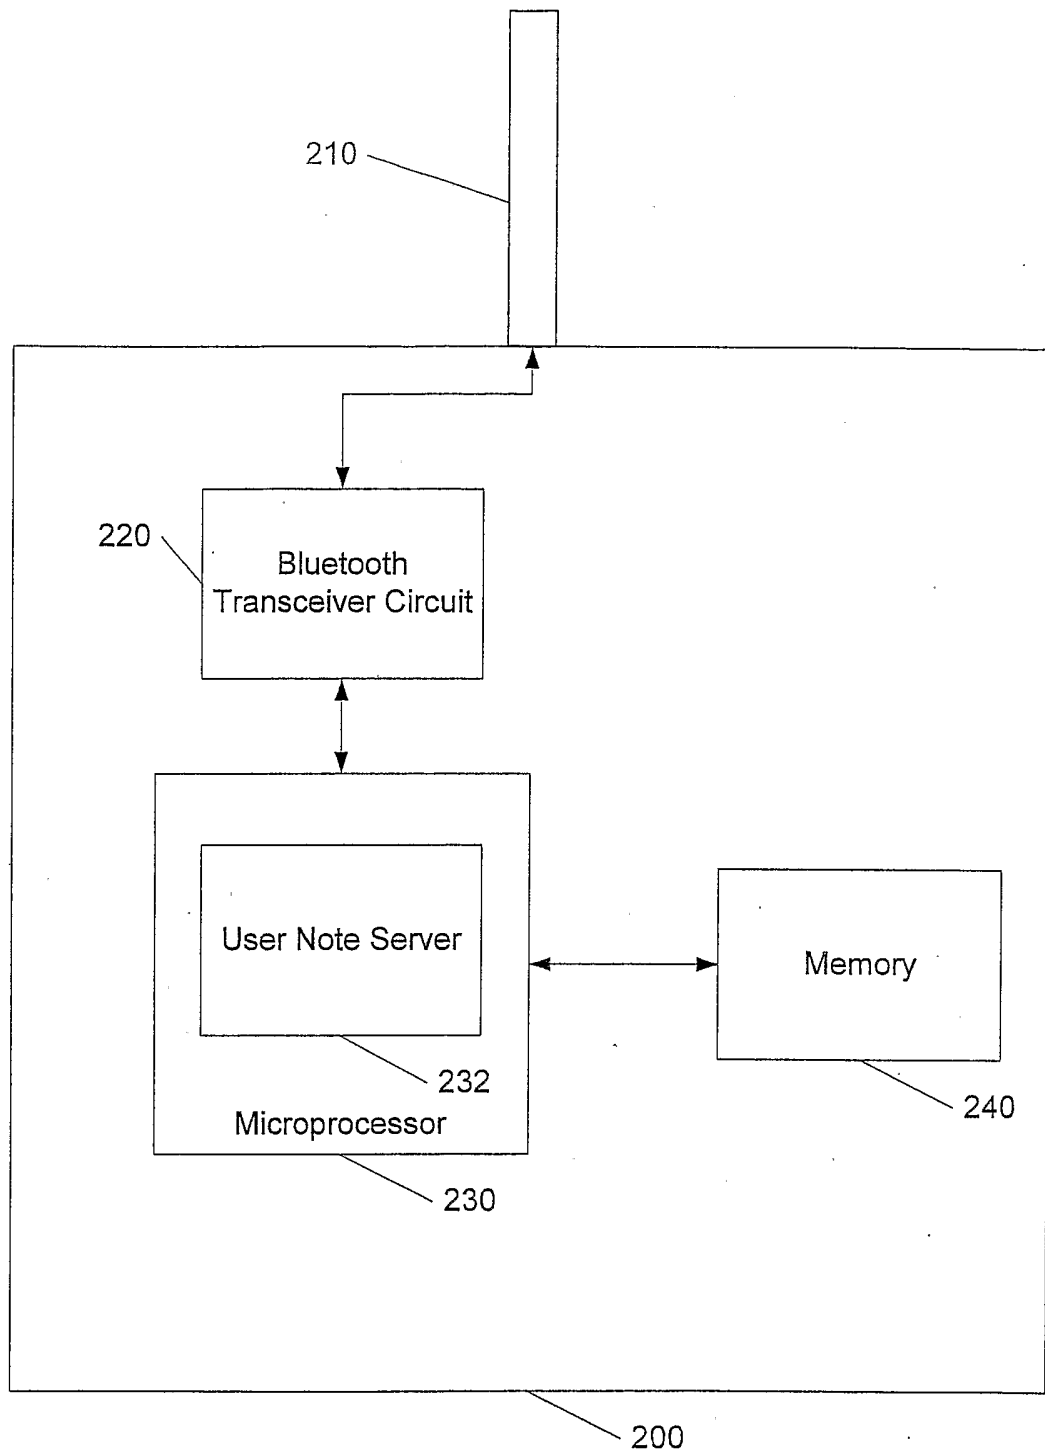 210
220
Bluetooth
Transceiver Circuit
User Note Server
Memory
232
240
Microprocessor
230
200